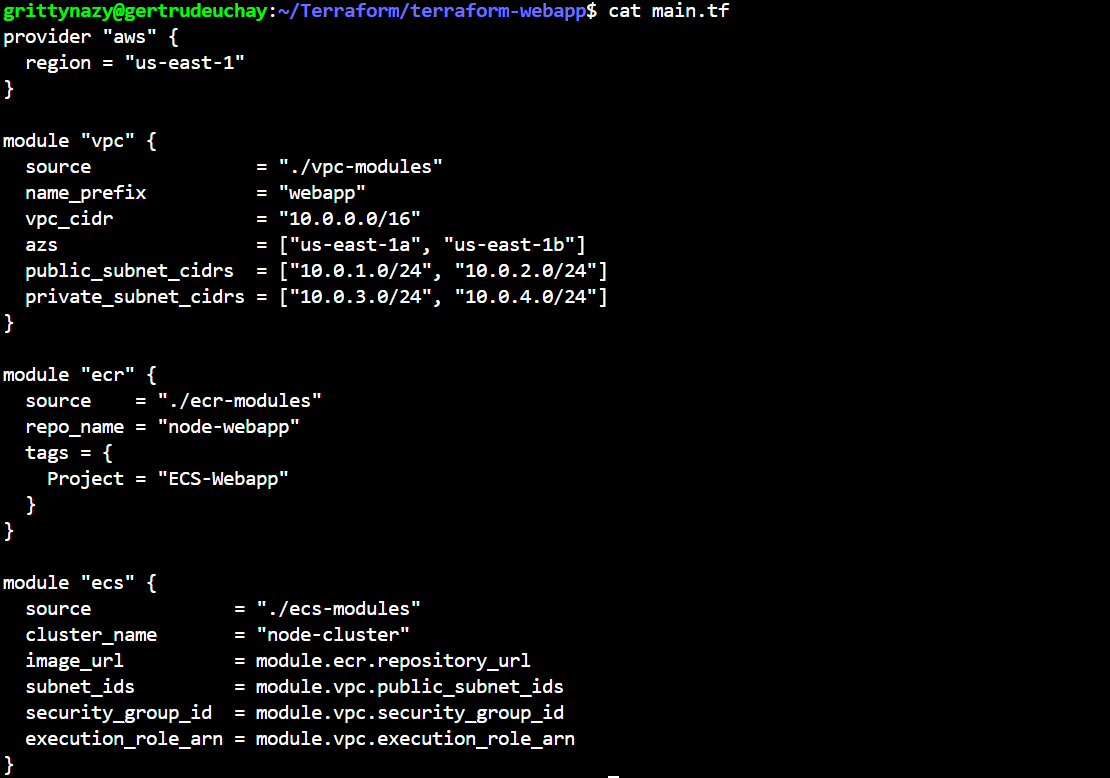 grittynazy@gertrudeuchay:~/Terraform/terraform-webapp$ cat main.tf
provider "aws" {
  region = "us-east-1"
}

module "vpc" {
  source               = "./vpc-modules"
  name_prefix          = "webapp"
  vpc_cidr             = "10.0.0.0/16"
  azs                  = ["us-east-1a", "us-east-1b"]
  public_subnet_cidrs  = ["10.0.1.0/24", "10.0.2.0/24"]
  private_subnet_cidrs = ["10.0.3.0/24", "10.0.4.0/24"]
}

module "ecr" {
  source    = "./ecr-modules"
  repo_name = "node-webapp"
  tags = {
    Project = "ECS-Webapp"
  }
}

module "ecs" {
  source             = "./ecs-modules"
  cluster_name       = "node-cluster"
  image_url          = module.ecr.repository_url
  subnet_ids         = module.vpc.public_subnet_ids
  security_group_id  = module.vpc.security_group_id
  execution_role_arn = module.vpc.execution_role_arn
}